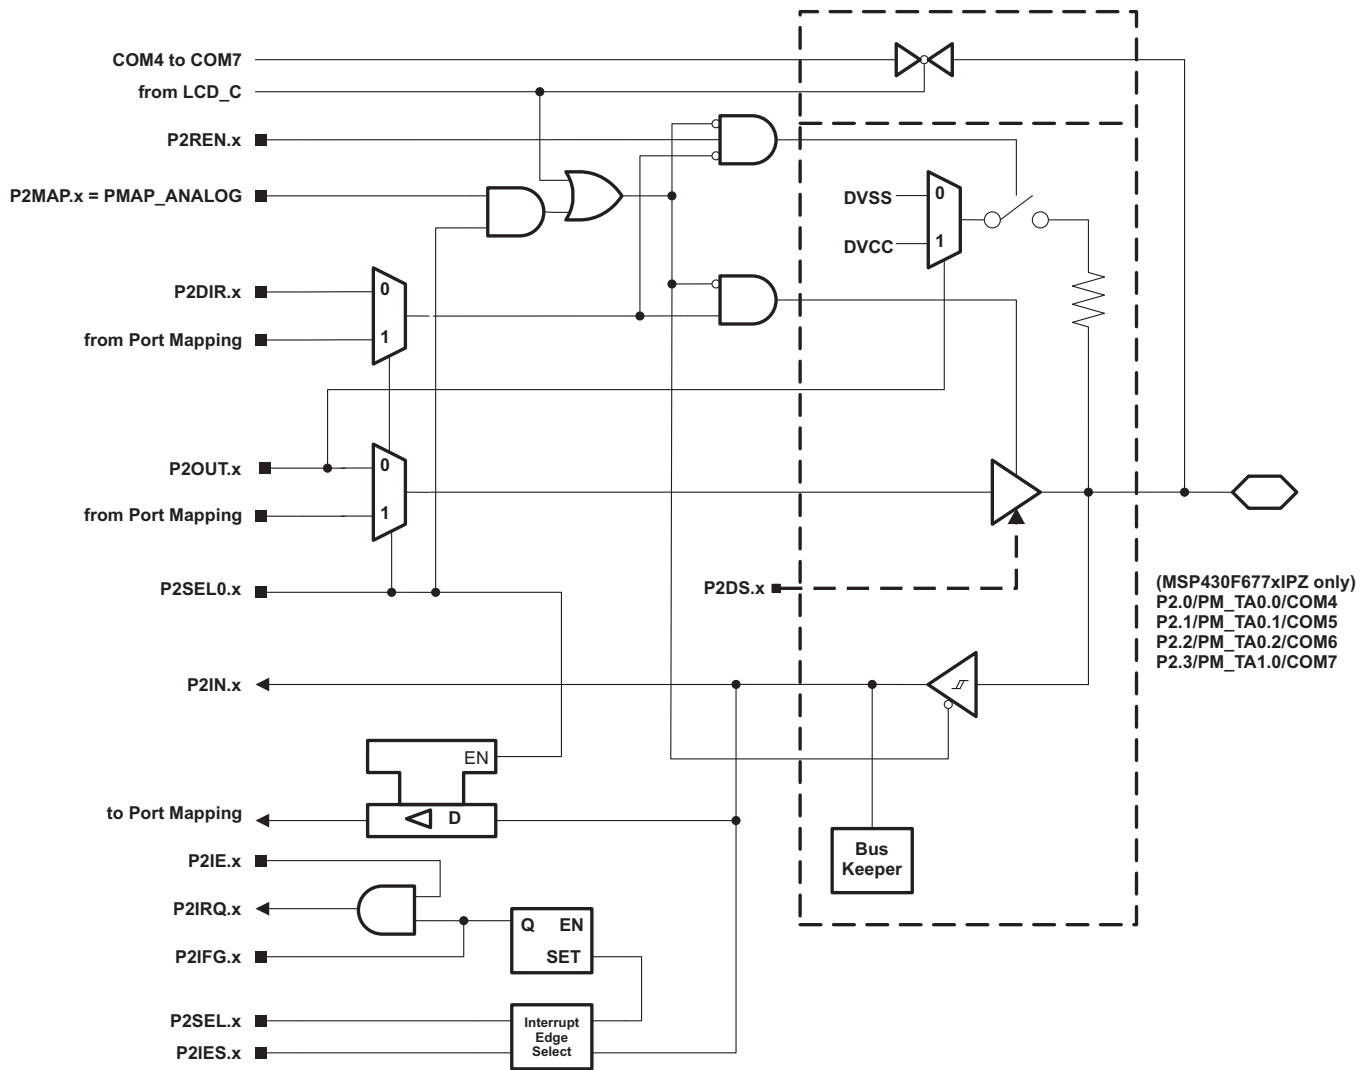 COM4 to COM7
from LCD_C
P2REN.x
P2MAP.x = PMAP_ANALOG
DVSS
0
DVCC
1
P2DIR.x
0
from Port Mapping
1
P2OUT.x
0
from Port Mapping
1
P2SEL0.x
P2DS.x
(MSP430F677xIPZ only)
P2.0/PM_TA0.0/COM4
P2.1/PM_TA0.1/COM5
P2.2/PM_TA0.2/COM6
P2.3/PM_TA1.0/COM7
P2IN.x
EN
to Port Mapping
D
Bus
Keeper
P2IE.x
P2IRQ.x
Q EN
SET
P2IFG.x
P2SEL.x
P2IES.x
Interrupt
Edge
Select